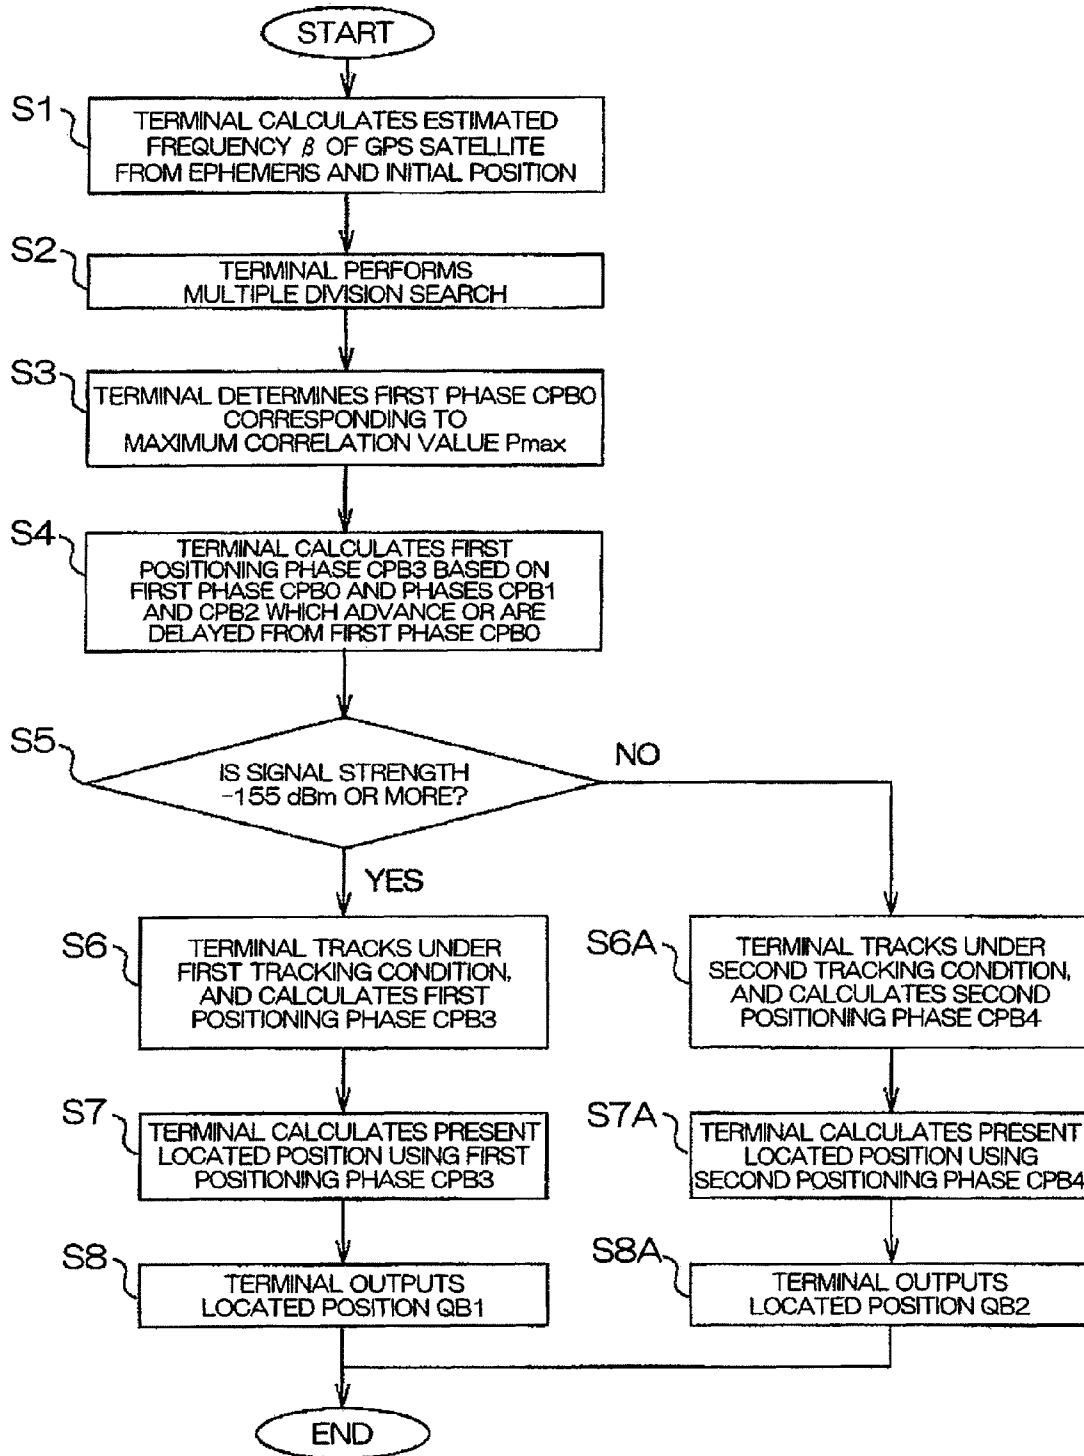 START
S1
TERMINAL CALCULATES ESTIMATED
FREQUENCY β OF GPS SATELLITE
FROM EPHEMERIS AND INITIAL POSITION
S2
TERMINAL PERFORMS
MULTIPLE DIVISION SEARCH
S3
TERMINAL DETERMINES FIRST PHASE CPB0
CORRESPONDING TO
MAXIMUM CORRELATION VALUE Pmax
S4
TERMINAL CALCULATES FIRST
POSITIONING PHASE CPB3 BASED ON
FIRST PHASE CPB0 AND PHASES CPB1
AND CPB2 WHICH ADVANCE OR ARE
DELAYED FROM FIRST PHASE CPB0
S5
IS SIGNAL STRENGTH
-155 dBm OR MORE?
NO
YES
S6
TERMINAL TRACKS UNDER
FIRST TRACKING CONDITION,
AND CALCULATES FIRST
POSITIONING PHASE CPB3
S6A
TERMINAL TRACKS UNDER
SECOND TRACKING CONDITION,
AND CALCULATES SECOND
POSITIONING PHASE CPB4
S7
TERMINAL CALCULATES PRESENT
LOCATED POSITION USING FIRST
POSITIONING PHASE CPB3
S7A
TERMINAL CALCULATES PRESENT
LOCATED POSITION USING
SECOND POSITIONING PHASE CPB4
S8
TERMINAL OUTPUTS
LOCATED POSITION QB1
S8A
TERMINAL OUTPUTS
LOCATED POSITION QB2
END